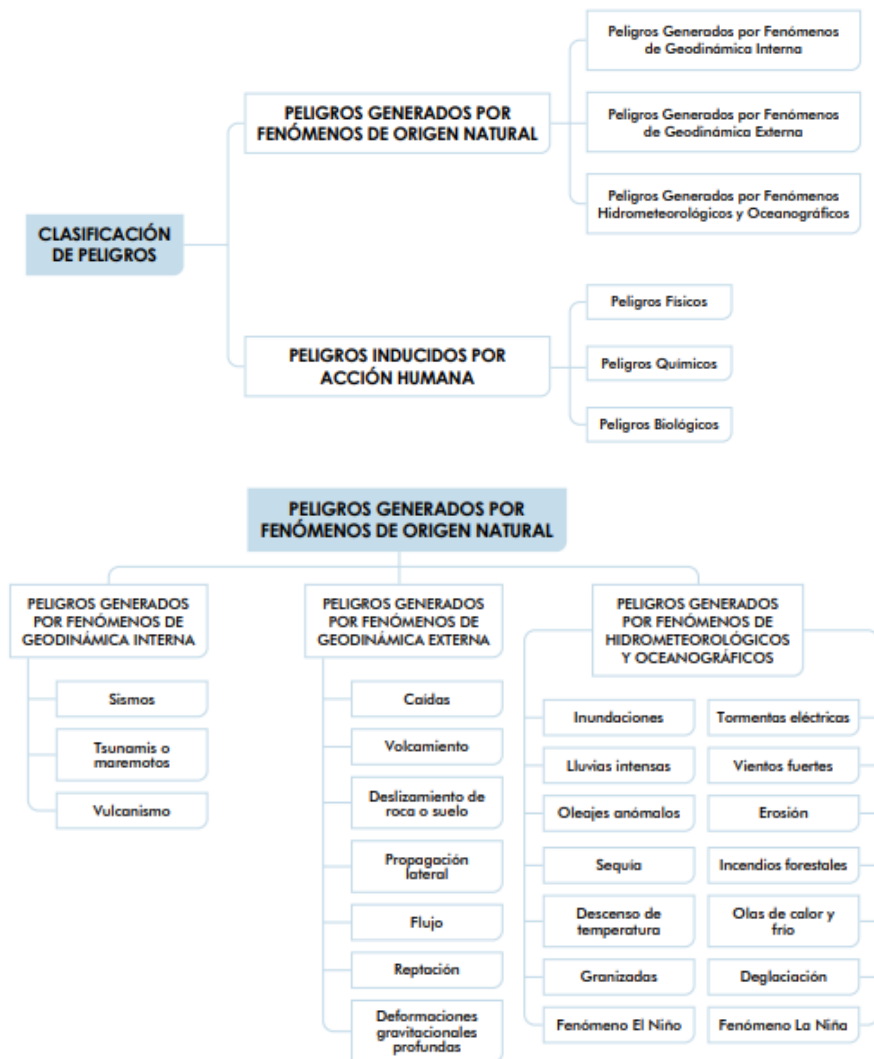 Peligros Generados por Fenómenos
de Geodinámica Interna
PELIGROS GENERADOS POR
FENÓMENOS DE ORIGEN NATURAL
Peligros Generados por Fenómenos
de Geodinámica Externa
Peligros Generados por Fenómenos
Hidrometeorológicos y Oceanográficos
CLASIFICACIÓN
DE PELIGROS
Peligros Físicos
PELIGROS INDUCIDOS POR
ACCIÓN HUMANA
Peligros Químicos
Peligros Biológicos
PELIGROS GENERADOS POR
FENÓMENOS DE ORIGEN NATURAL
PELIGROS GENERADOS
POR FENÓMENOS DE
GEODINÁMICA INTERNA
Sismos
Tsunamis o
maremotos
Vulcanismo
PELIGROS GENERADOS
POR FENÓMENOS DE
GEODINÁMICA EXTERNA
Caídas
Volcamiento
Deslizamiento de
roca o suelo
Propagación
lateral
Flujo
Reptación
Deformaciones
gravitacionales
profundas
PELIGROS GENERADOS
POR FENÓMENOS DE
HIDROMETEOROLÓGICOS
Y OCEANOGRÁFICOS
Inundaciones
Lluvias intensas
Oleajes anómalos
Sequía
Descenso de
temperatura
Granizadas
Fenómeno El Niño
Tormentas eléctricas
Vientos fuertes
Erosión
Incendios forestales
Olas de calor y
frío
Deglaciación
Fenómeno La Niña